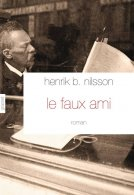 henrik b. nilsson
le faux ami
roman